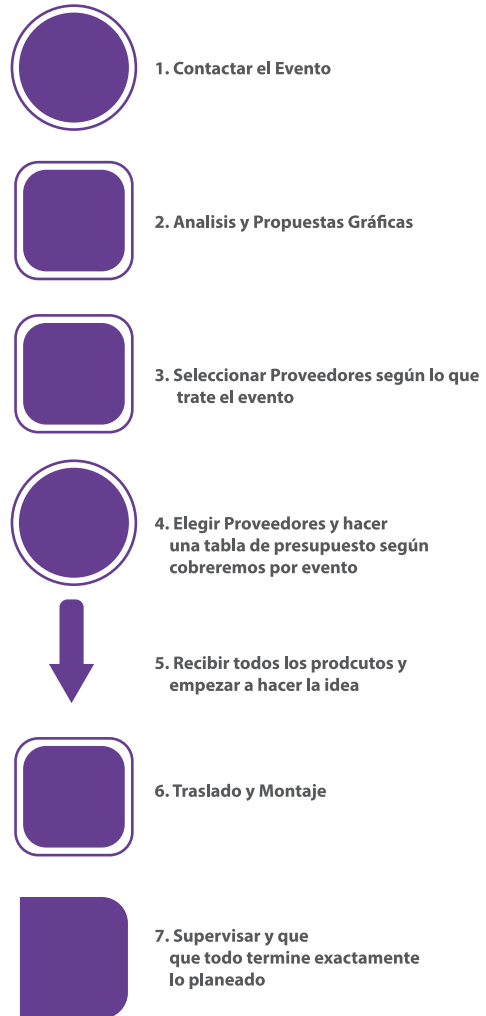 1. Contactar el Evento
2. Analisis y Propuestas Gráficas
3. Seleccionar Proveedores según lo que
trate el evento
4. Elegir Proveedores y hacer
una tabla de presupuesto según
cobreremos por evento
5. Recibir todos los prodcutos y
empezar a hacer la idea
6. Traslado y Montaje
7. Supervisar y que
que todo termine exactamente
lo planeado